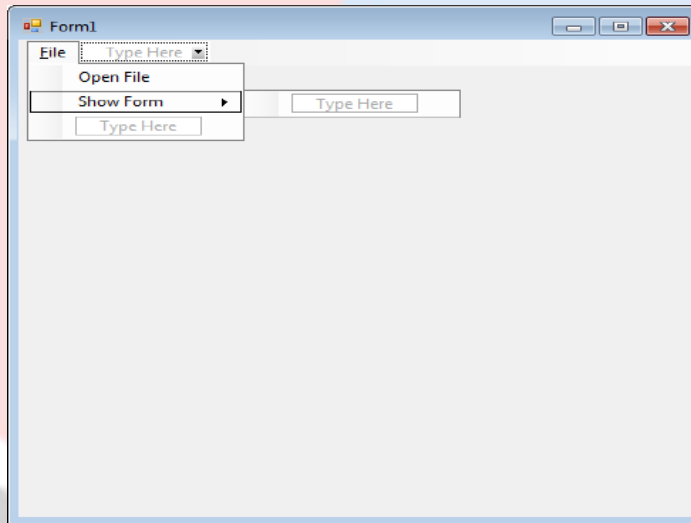 Form1
File Type Here
Open File
Show Form Type Here
Type Here